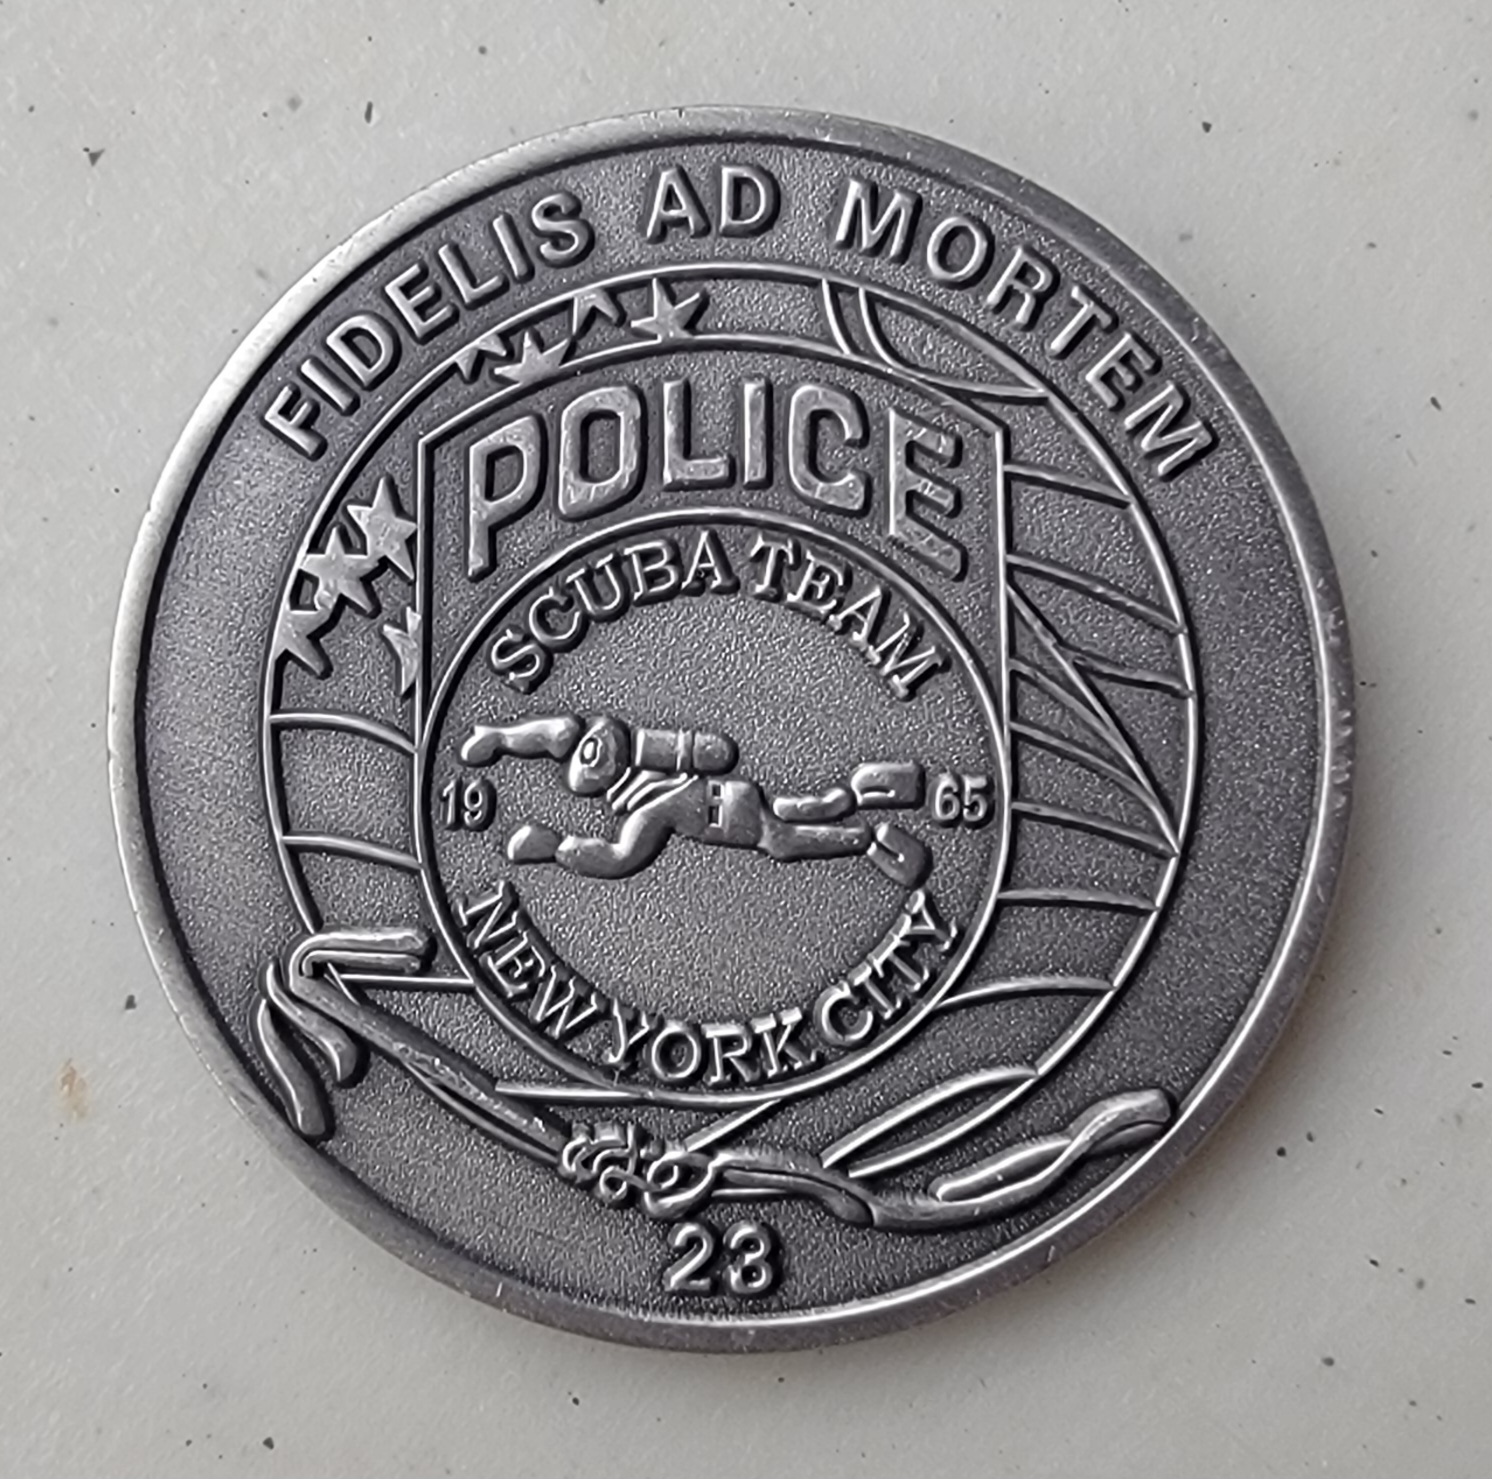 FIDELIS AD MORTEM
POLICE
SCUBA TEAM
19 65
NEW YORK CITY
23